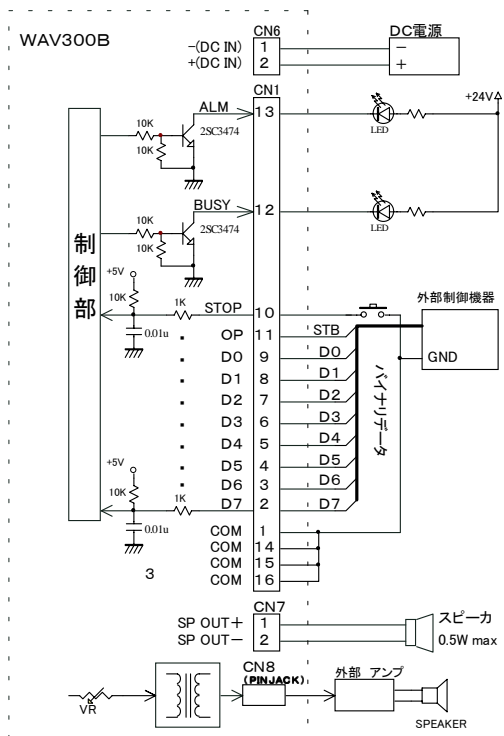 WAV300B
CN6
DC電源
-(DC IN) 1 −
+(DC IN) 2 +
CN1
ALM 13
+24V
10K
10K
2SC3474
LED
BUSY 12
10K
10K
2SC3474
LED
制御部
+5V
10K
1K
0.01u
STOP 10
外部制御機器
OP 11 STB
D0 9 D0
GND
D1 8 D1
D2 7 D2
D3 6 D3
D4 5 D4
D5 4 D5
D6 3 D6
D7 2 D7
バイナリデータ
+5V
10K
1K
0.01u
COM 1
COM 14
COM 15
COM 16
3
CN7
SP OUT+ 1
SP OUT− 2
スピーカ
0.5W max
CN8
(PINJACK)
外部 アンプ
VR
SPEAKER